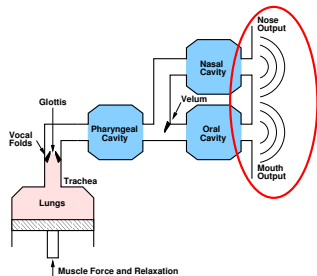 Nose
Output
Nasal
Cavity
Glottis
Velum
Vocal
Folds
Pharyngeal
Cavity
Oral
Cavity
Trachea
Mouth
Output
Lungs
Muscle Force and Relaxation